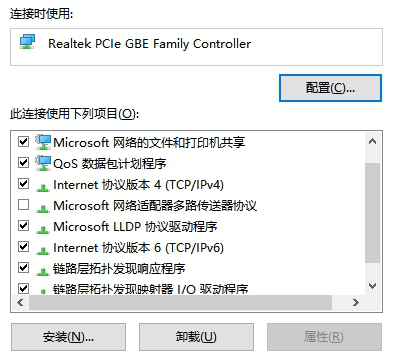 连接时使用:
Realtek PCIe GBE Family Controller
配置(C)...
此连接使用下列项目(O):
Microsoft 网络的文件和打印机共享
QoS 数据包计划程序
Internet 协议版本 4 (TCP/IPv4)
Microsoft 网络适配器多路传送器协议
Microsoft LLDP 协议驱动程序
Internet 协议版本 6 (TCP/IPv6)
链路层拓扑发现响应程序
链路层拓扑发现映射器 I/O 驱动程序
安装(N)... 卸载(U) 属性(R)